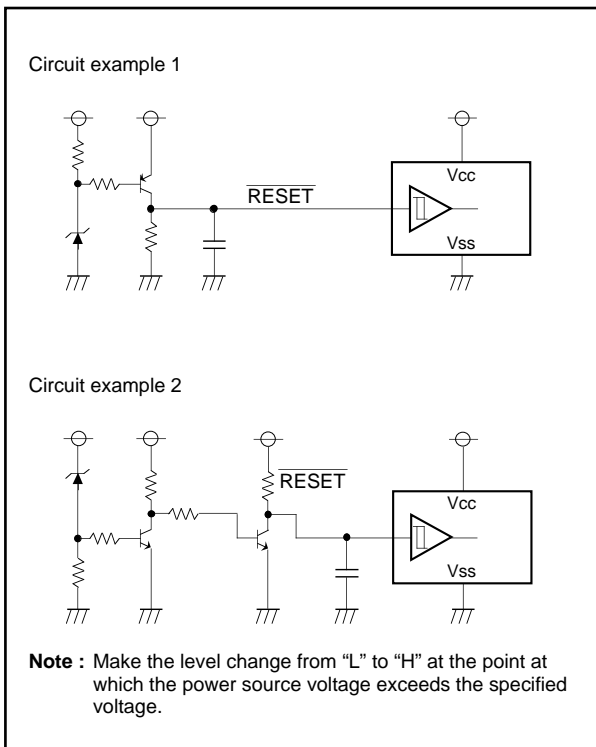 Circuit example 1
RESET
Vcc
Vss
Circuit example 2
RESET
Vcc
Vss
Note : Make the level change from “L” to “H” at the point at
which the power source voltage exceeds the specified
voltage.